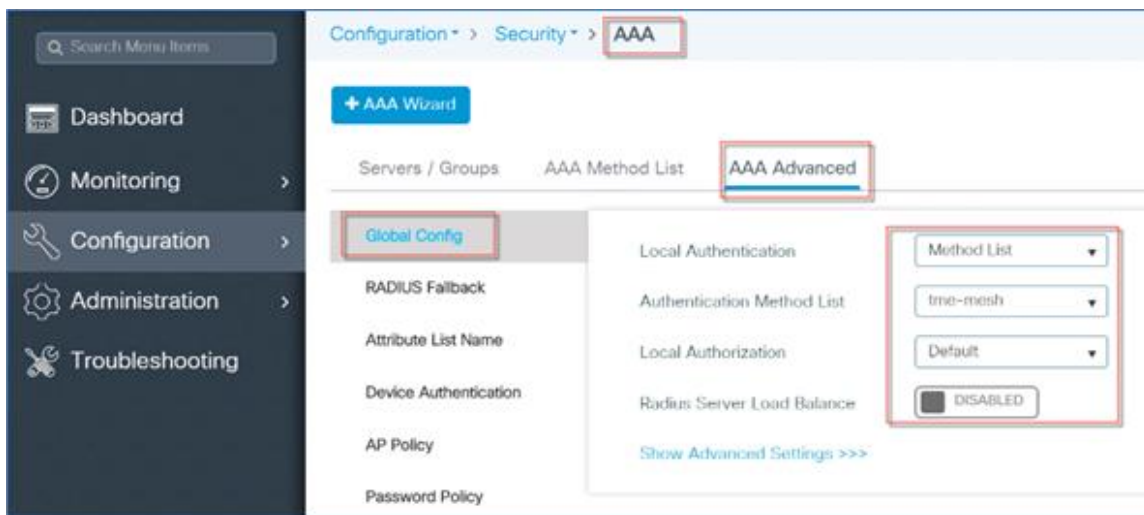 Search Menu Items
Dashboard
Monitoring
Configuration
Administration
Troubleshooting
Configuration > Security > AAA
+ AAA Wizard
Servers / Groups AAA Method List AAA Advanced
Global Config
RADIUS Fallback
Attribute List Name
Device Authentication
AP Policy
Password Policy
Local Authentication Method List
Authentication Method List tme-mesh
Local Authorization Default
Radius Server Load Balance DISABLED
Show Advanced Settings >>>